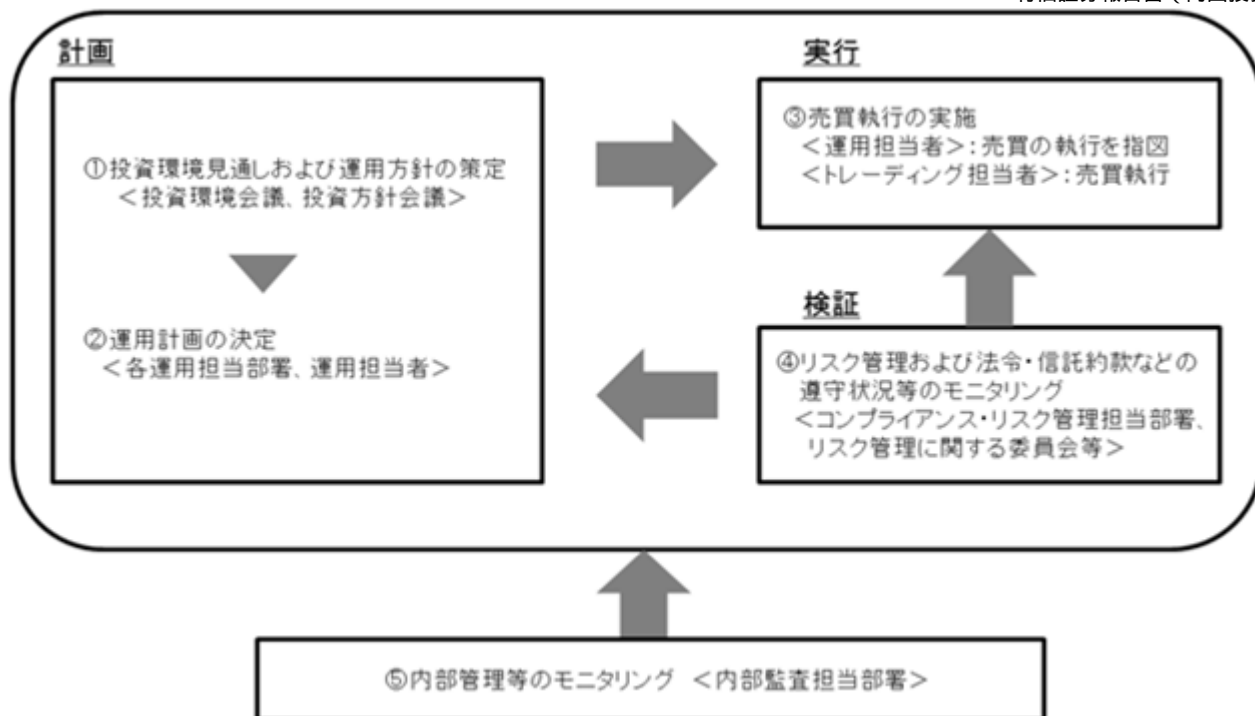 計画
①投資環境見通しおよび運用方針の策定
＜投資環境会議、投資方針会議＞
②運用計画の決定
＜各運用担当部署、運用担当者＞
実行
③売買執行の実施
＜運用担当者＞：売買の執行を指図
＜トレーディング担当者＞：売買執行
検証
④リスク管理および法令・信託約款などの
遵守状況等のモニタリング
＜コンプライアンス・リスク管理担当部署、
リスク管理に関する委員会等＞
⑤内部管理等のモニタリング ＜内部監査担当部署＞